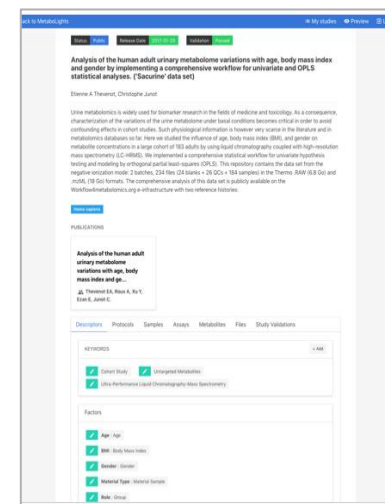 ack to MetaboLights
My studies Preview
Status Public Release Date 2017-01-25 Validation Passed
Analysis of the human adult urinary metabolome variations with age, body mass index
and gender by implementing a comprehensive workflow for univariate and OPLS
statistical analyses. ('Sacurine' data set)
Etienne A Thevenot, Christophe Junot
Urine metabolomics is widely used for biomarker research in the fields of medicine and toxicology. As a consequence,
characterization of the variations of the urine metabolome under basal conditions becomes critical in order to avoid
confounding effects in cohort studies. Such physiological information is however very scarce in the literature and in
metabolomics databases so far. Here we studied the influence of age, body mass index (BMI), and gender on
metabolite concentrations in a large cohort of 183 adults by using liquid chromatography coupled with high-resolution
mass spectrometry (LC-HRMS). We implemented a comprehensive statistical workflow for univariate hypothesis
testing and modeling by orthogonal partial least-squares (OPLS). This repository contains the data set from the
negative ionization mode: 2 batches, 234 files (24 blanks + 26 QCs + 184 samples) in the Thermo .RAW (6.8 Go) and
.mzML (18 Go) formats. The comprehensive analysis of this data set is publicly available on the
Workflow4metabolomics.org e-infrastructure with two reference histories.
Homo sapiens
PUBLICATIONS
Analysis of the human adult
urinary metabolome
variations with age, body
mass index and ge...
Thevenot EA, Roux A, Xu Y,
Ezan E, Junot C.
Descriptors Protocols Samples Assays Metabolites Files Study Validations
KEYWORDS + Add
Cohort Study Untargeted Metabolites
Ultra-Performance Liquid Chromatography-Mass Spectrometry
Factors
Age : Age
BMI : Body Mass Index
Gender : Gender
Material Type : Material Sample
Role : Group